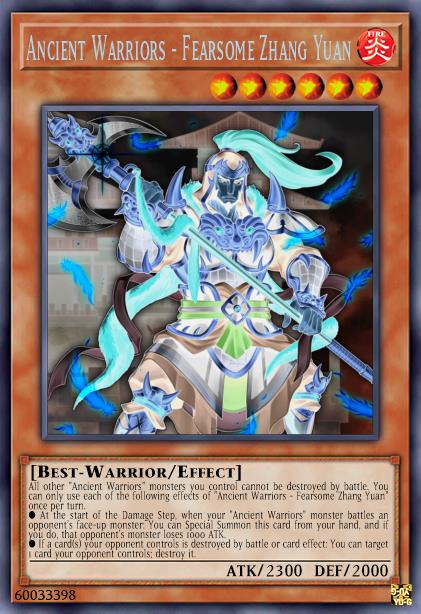 Ancient Warriors - Fearsome Zhang Yuan
FIRE
炎
[Best-Warrior/Effect]
All other "Ancient Warriors" monsters you control cannot be destroyed by battle. You
can only use each of the following effects of "Ancient Warriors - Fearsome Zhang Yuan"
once per turn.
● At the start of the Damage Step, when your "Ancient Warriors" monster battles an
opponent's face-up monster: You can Special Summon this card from your hand, and if
you do, that opponent's monster loses 1000 ATK.
● If a card(s) your opponent controls is destroyed by battle or card effect: You can target
1 card your opponent controls; destroy it.
ATK/2300 DEF/2000
60033398